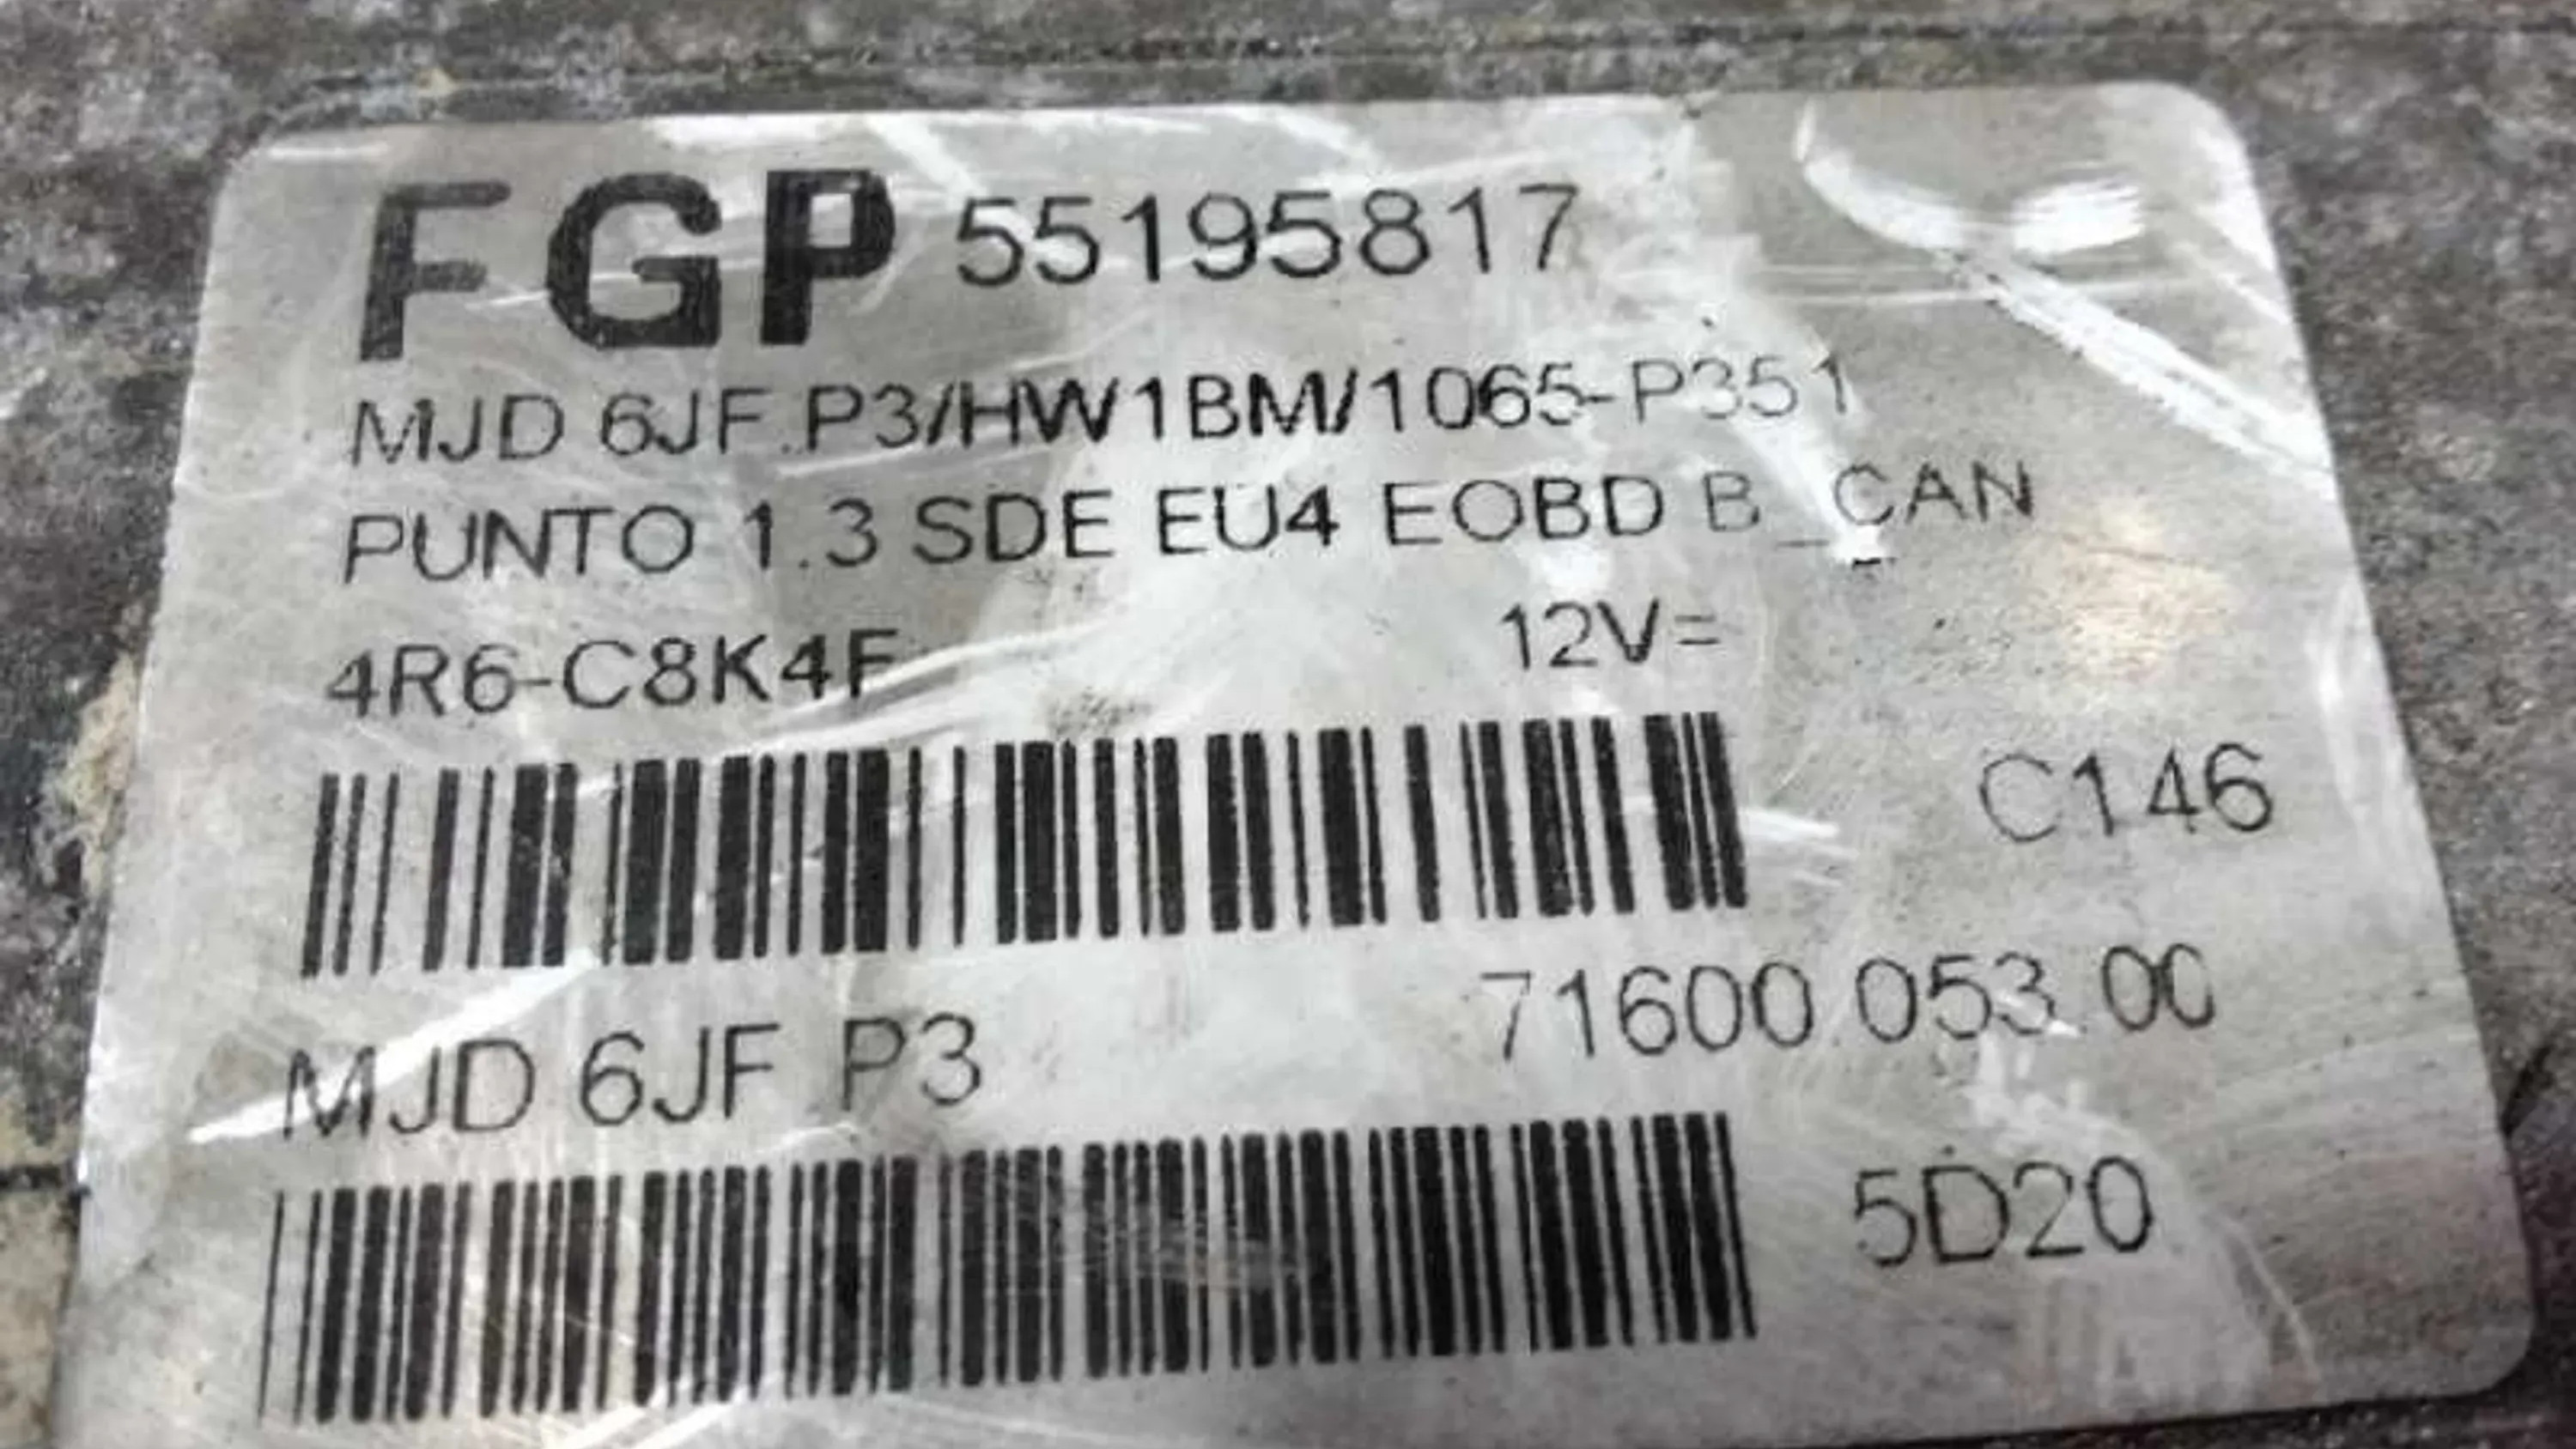 FGP 55195817
MJD 6JF.P3/HW1BM/1065-P351
PUNTO 1.3 SDE EU4 EOBD B_CAN
4R6-C8K4F 12V=
C146
MJD 6JF P3 71600.053.00
5D20